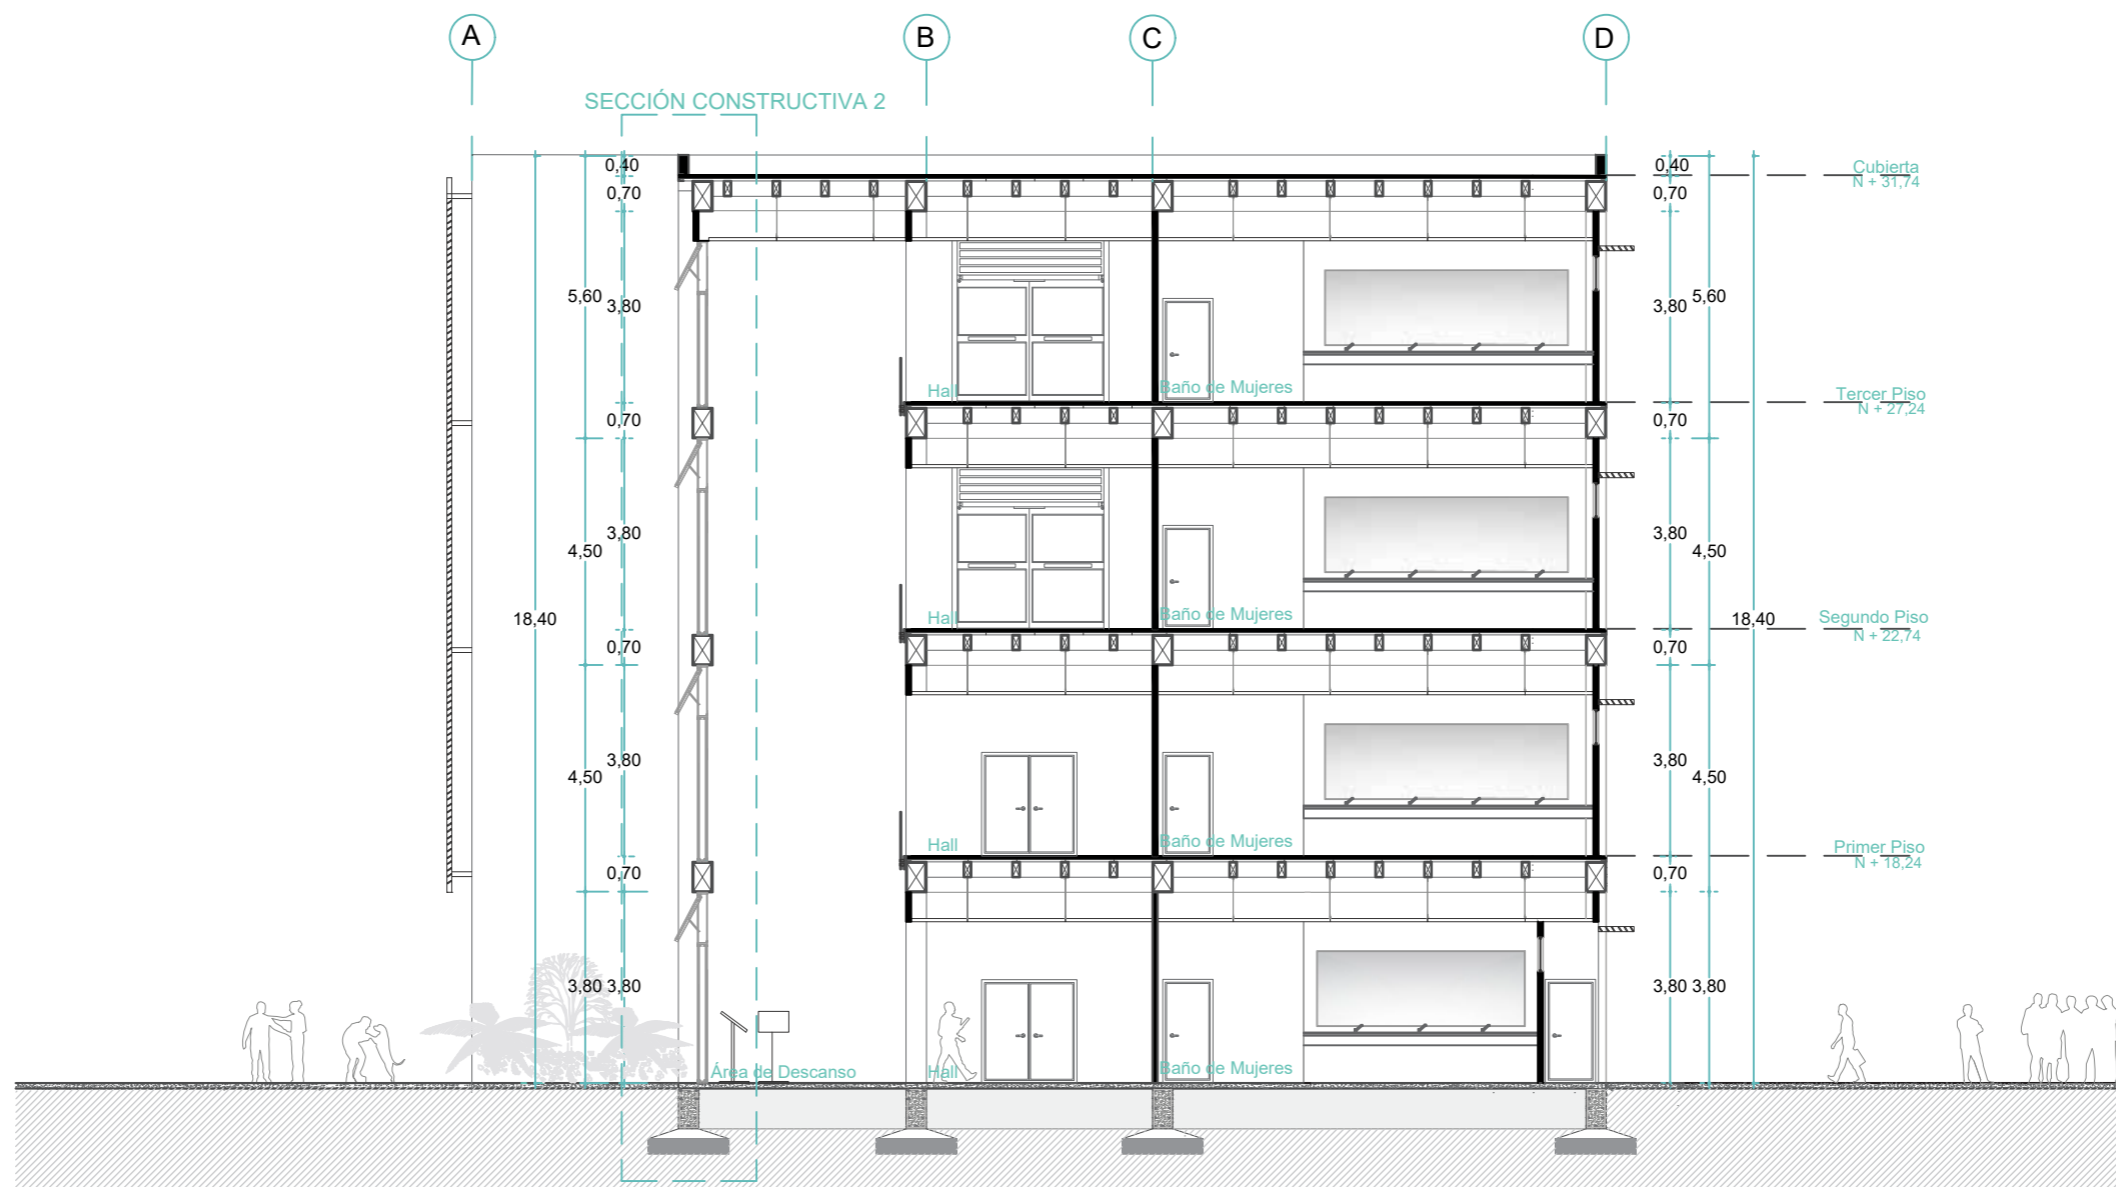 A
B
C
D
SECCIÓN CONSTRUCTIVA 2
0,40
0,40
Cubierta
N + 31,74
0,70
0,70
5,60
3,80
3,80
5,60
Hall
Baño de Mujeres
Tercer Piso
N + 27,24
0,70
0,70
4,50
3,80
3,80
4,50
18,40
Hall
Baño de Mujeres
18,40
Segundo Piso
N + 22,74
0,70
0,70
4,50
3,80
3,80
4,50
Hall
Baño de Mujeres
Primer Piso
N + 18,24
0,70
0,70
3,80
3,80
3,80
3,80
Área de Descanso
Hall
Baño de Mujeres